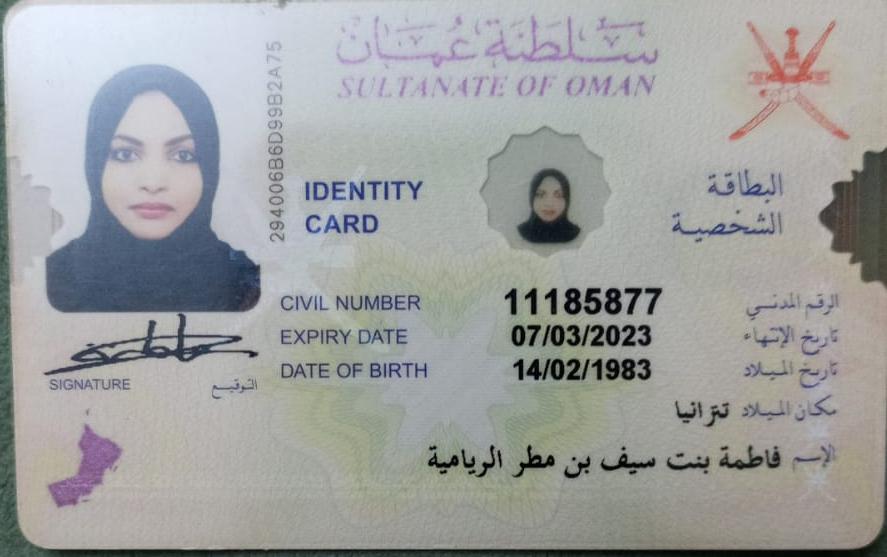 سلطنة عمان
SULTANATE OF OMAN
294006B6D99B2A75
IDENTITY CARD
البطاقة الشخصية
CIVIL NUMBER 11185877 الرقم المدني
EXPIRY DATE 07/03/2023 تاريخ الإنتهاء
DATE OF BIRTH 14/02/1983 تاريخ الميلاد
مكان الميلاد تنزانيا
الإسم فاطمة بنت سيف بن مطر الريامية
SIGNATURE التوقيع